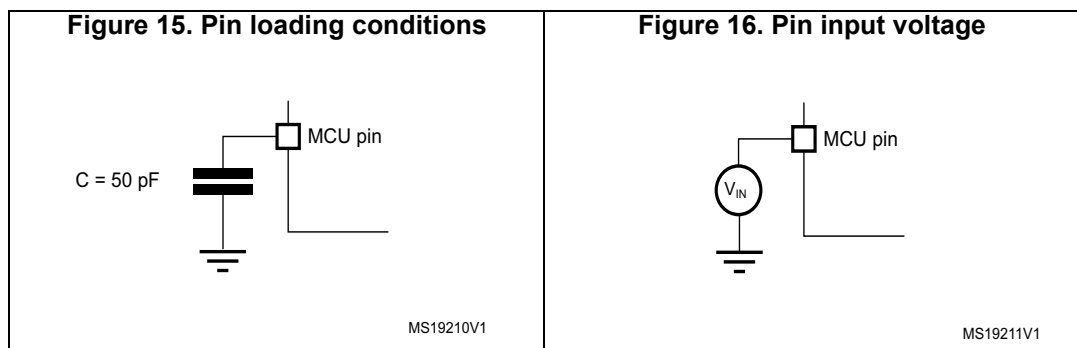 Figure 15. Pin loading conditions
MCU pin
C = 50 pF
MS19210V1
Figure 16. Pin input voltage
MCU pin
VIN
MS19211V1